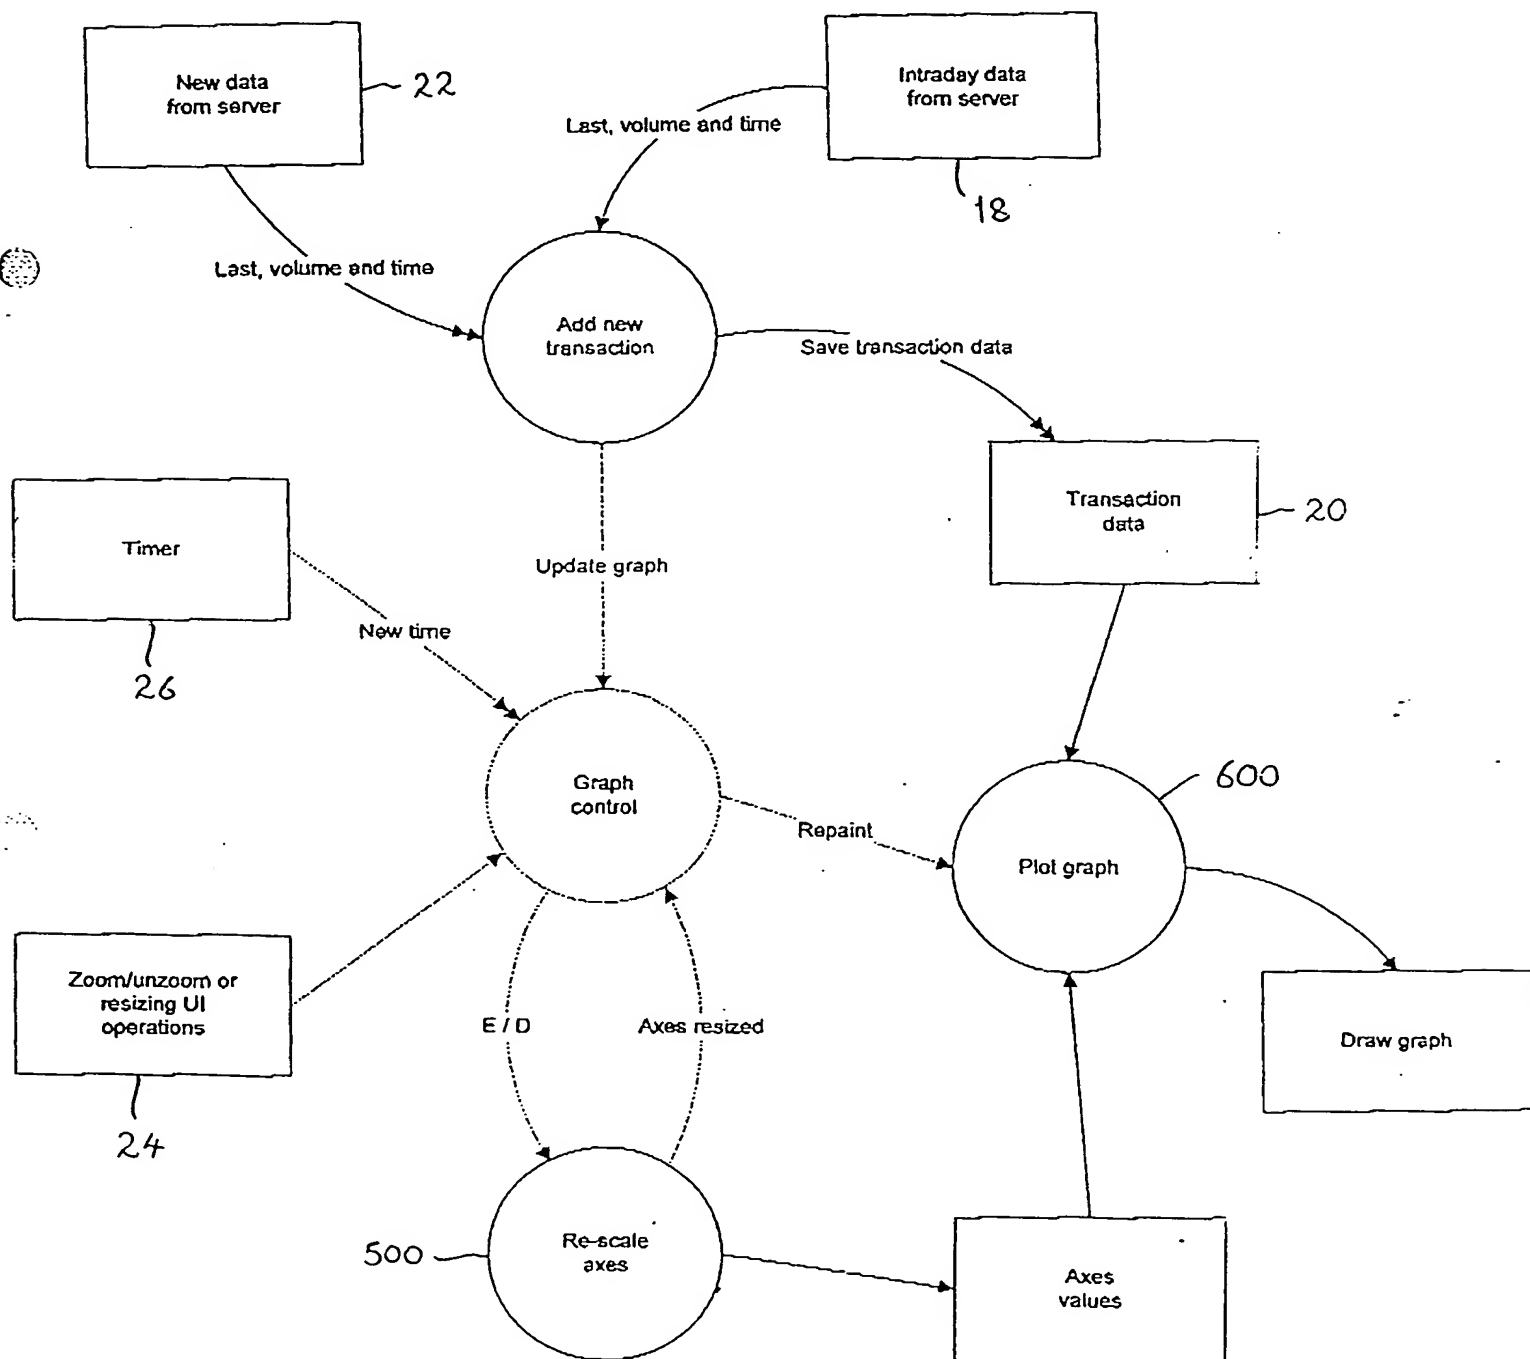 New data
from server
22
Intraday data
from server
18
Last, volume and time
Last, volume and time
Add new
transaction
Save transaction data
Transaction
data
20
Timer
26
Update graph
New time
Graph
control
Repaint
600
Plot graph
Zoom/unzoom or
resizing UI
operations
24
E / D
Axes resized
Draw graph
500
Re-scale
axes
Axes
values